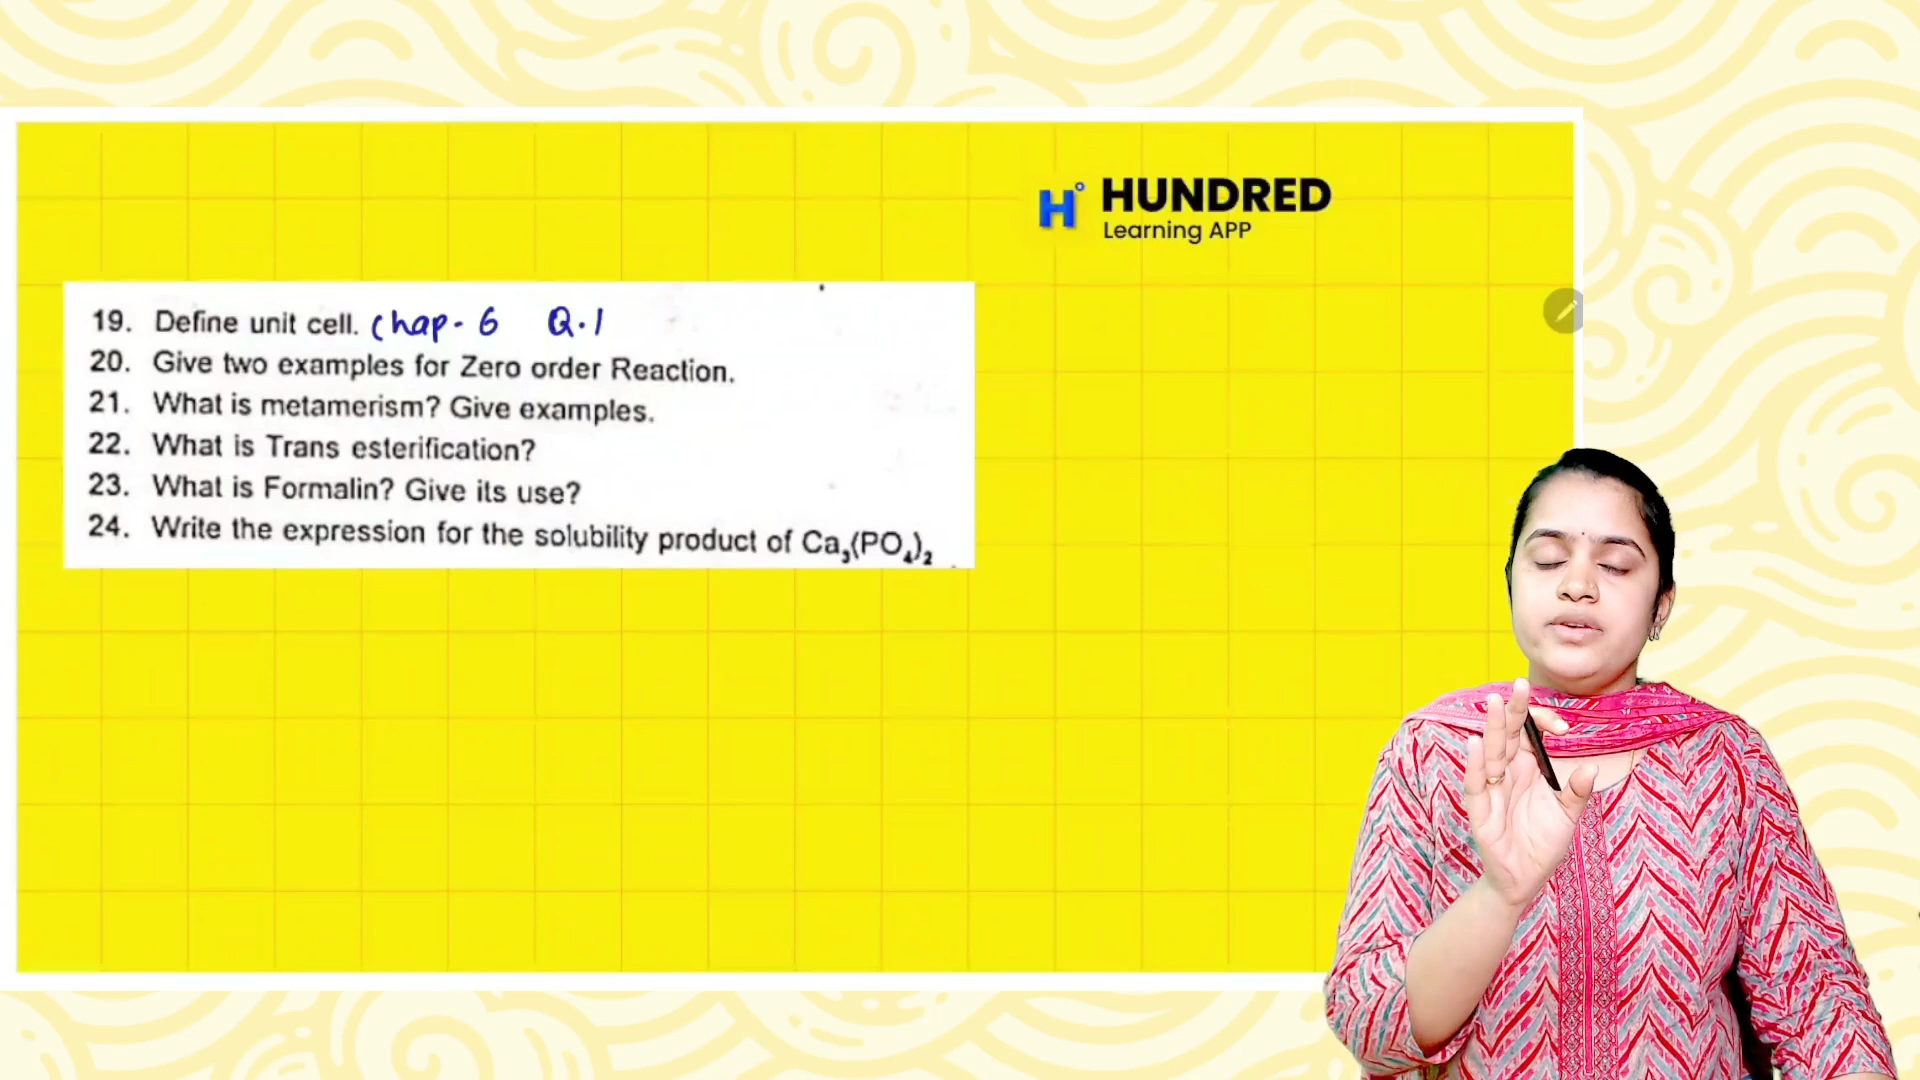 H° HUNDRED
Learning APP
19. Define unit cell. Chap - 6 Q.1
20. Give two examples for Zero order Reaction.
21. What is metamerism? Give examples.
22. What is Trans esterification?
23. What is Formalin? Give its use?
24. Write the expression for the solubility product of Ca₃(PO₄)₂